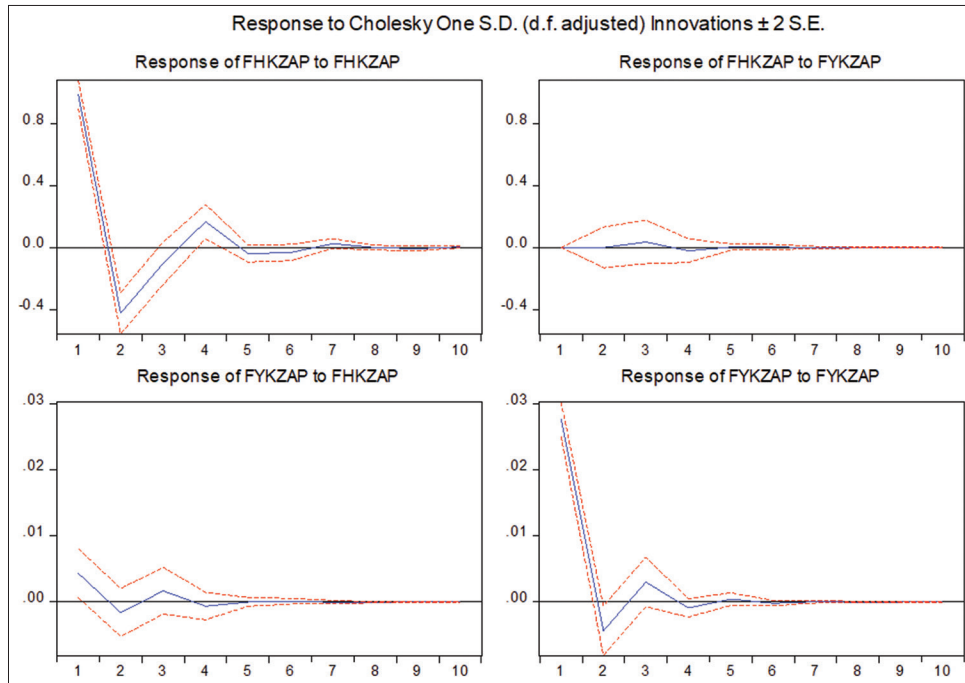 Response to Cholesky One S.D. (d.f. adjusted) Innovations ± 2 S.E.
Response of FHKZAP to FHKZAP
0.8
0.4
0.0
-0.4
1 2 3 4 5 6 7 8 9 10
Response of FHKZAP to FYKZAP
0.8
0.4
0.0
-0.4
1 2 3 4 5 6 7 8 9 10
Response of FYKZAP to FHKZAP
.03
.02
.01
.00
1 2 3 4 5 6 7 8 9 10
Response of FYKZAP to FYKZAP
.03
.02
.01
.00
1 2 3 4 5 6 7 8 9 10